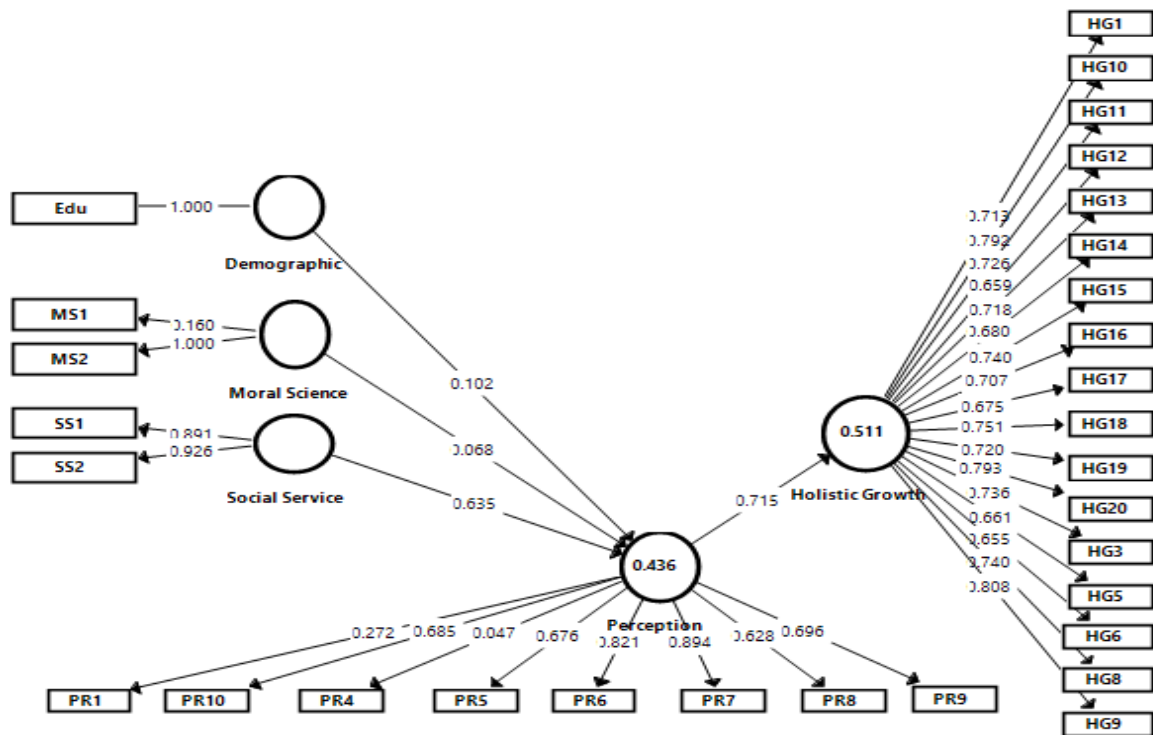 HG1
HG10
HG11
HG12
HG13
HG14
HG15
HG16
HG17
HG18
HG19
HG20
HG3
HG5
HG6
HG8
HG9
0.713
0.792
0.726
0.659
0.718
0.680
0.740
0.707
0.675
0.751
0.720
0.793
0.736
0.661
0.655
0.740
0.808
Edu
1.000
Demographic
MS1
0.160
MS2
1.000
Moral Science
SS1
0.891
SS2
0.926
Social Service
0.102
0.068
0.635
0.436
Perception
0.715
0.511
Holistic Growth
0.272
0.685
0.047
0.676
0.821
0.894
0.628
0.696
PR1
PR10
PR4
PR5
PR6
PR7
PR8
PR9